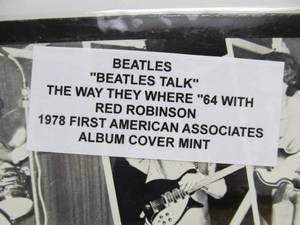 BEATLES
"BEATLES TALK"
THE WAY THEY WHERE "64 WITH
RED ROBINSON
1978 FIRST AMERICAN ASSOCIATES
ALBUM COVER MINT